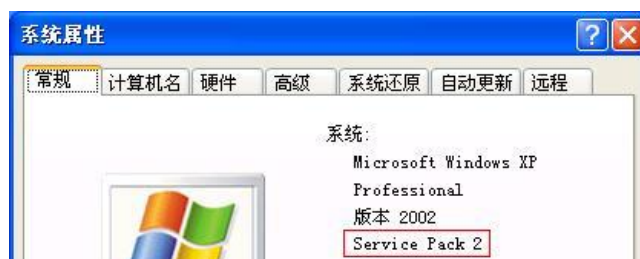 系统属性
常规 计算机名 硬件 高级 系统还原 自动更新 远程
系统:
Microsoft Windows XP
Professional
版本 2002
Service Pack 2